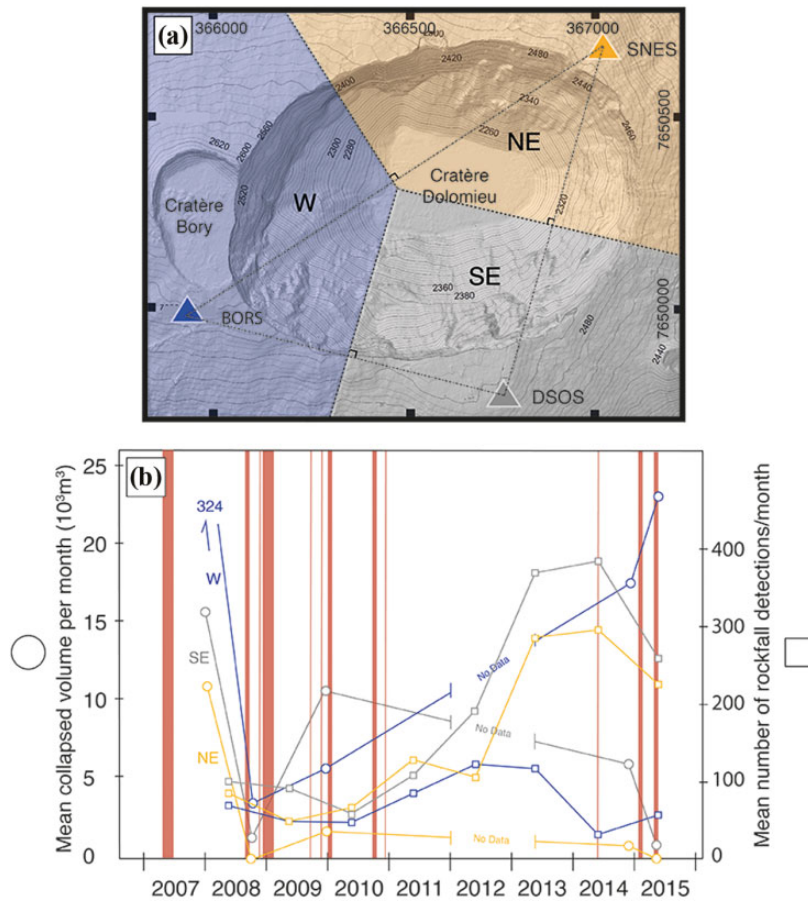 (a)
366000
366500
367000
SNES
2600
2480
2420
2400
2440
2460
2340
7650500
2620
2660
2600
2300
2280
2260
NE
2520
W
Cratère
Dolomieu
Cratère
Bory
2320
SE
2360
2380
7650000
BORS
2480
2440
DSOS
(b)
Mean collapsed volume per month (10³m³)
25
20
15
10
5
0
324
W
SE
NE
No Data
No Data
No Data
400
300
200
100
0
Mean number of rockfall detections/month
2007 2008 2009 2010 2011 2012 2013 2014 2015